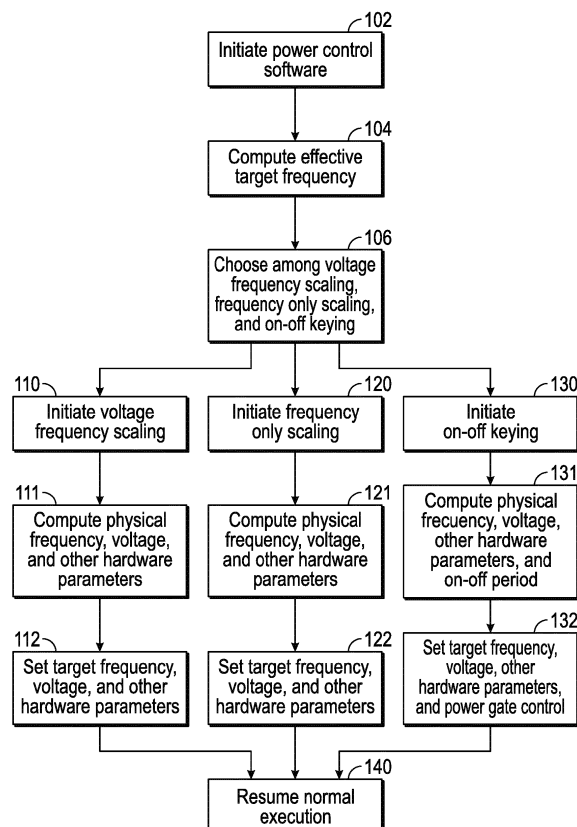 102
Initiate power control
software
104
Compute effective
target frequency
106
Choose among voltage
frequency scaling,
frequency only scaling,
and on-off keying
110
Initiate voltage
frequency scaling
120
Initiate frequency
only scaling
130
Initiate
on-off keying
111
Compute physical
frequency, voltage,
and other hardware
parameters
121
Compute physical
frequency, voltage,
and other hardware
parameters
131
Compute physical
frecuency, voltage,
other hardware
parameters, and
on-off period
112
Set target frequency,
voltage, and other
hardware parameters
122
Set target frequency,
voltage, and other
hardware parameters
132
Set target frequency,
voltage, other
hardware parameters,
and power gate control
140
Resume normal
execution